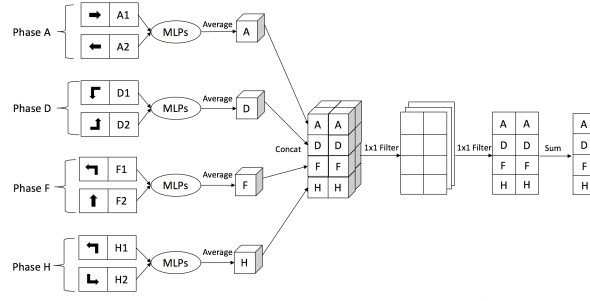 Phase A
A1
A2
MLPs
Average
A
Phase D
D1
D2
MLPs
Average
D
Phase F
F1
F2
MLPs
Average
F
Phase H
H1
H2
MLPs
Average
H
Concat
A A
D D
F F
H H
1x1 Filter
1x1 Filter
A A
D D
F F
H H
Sum
A
D
F
H